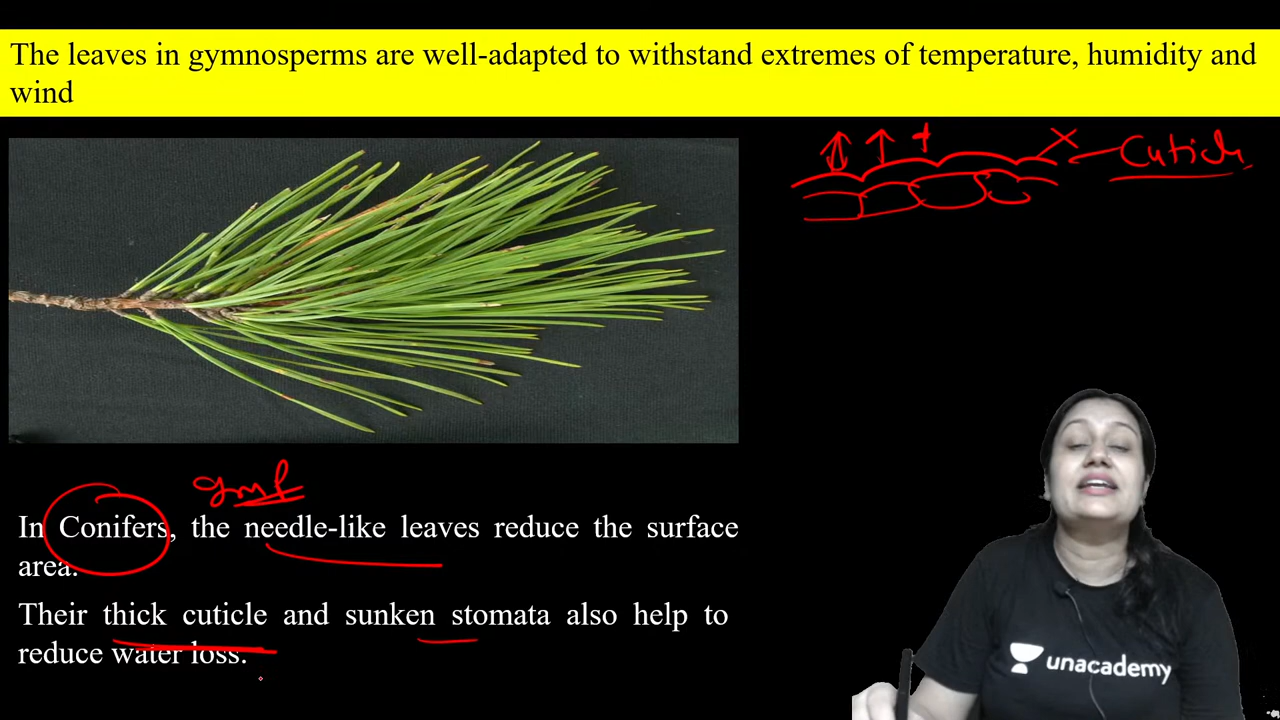 The leaves in gymnosperms are well-adapted to withstand extremes of temperature, humidity and
wind
Cuticle
Imp
In Conifers, the needle-like leaves reduce the surface
area.
Their thick cuticle and sunken stomata also help to
reduce water loss.
unacademy